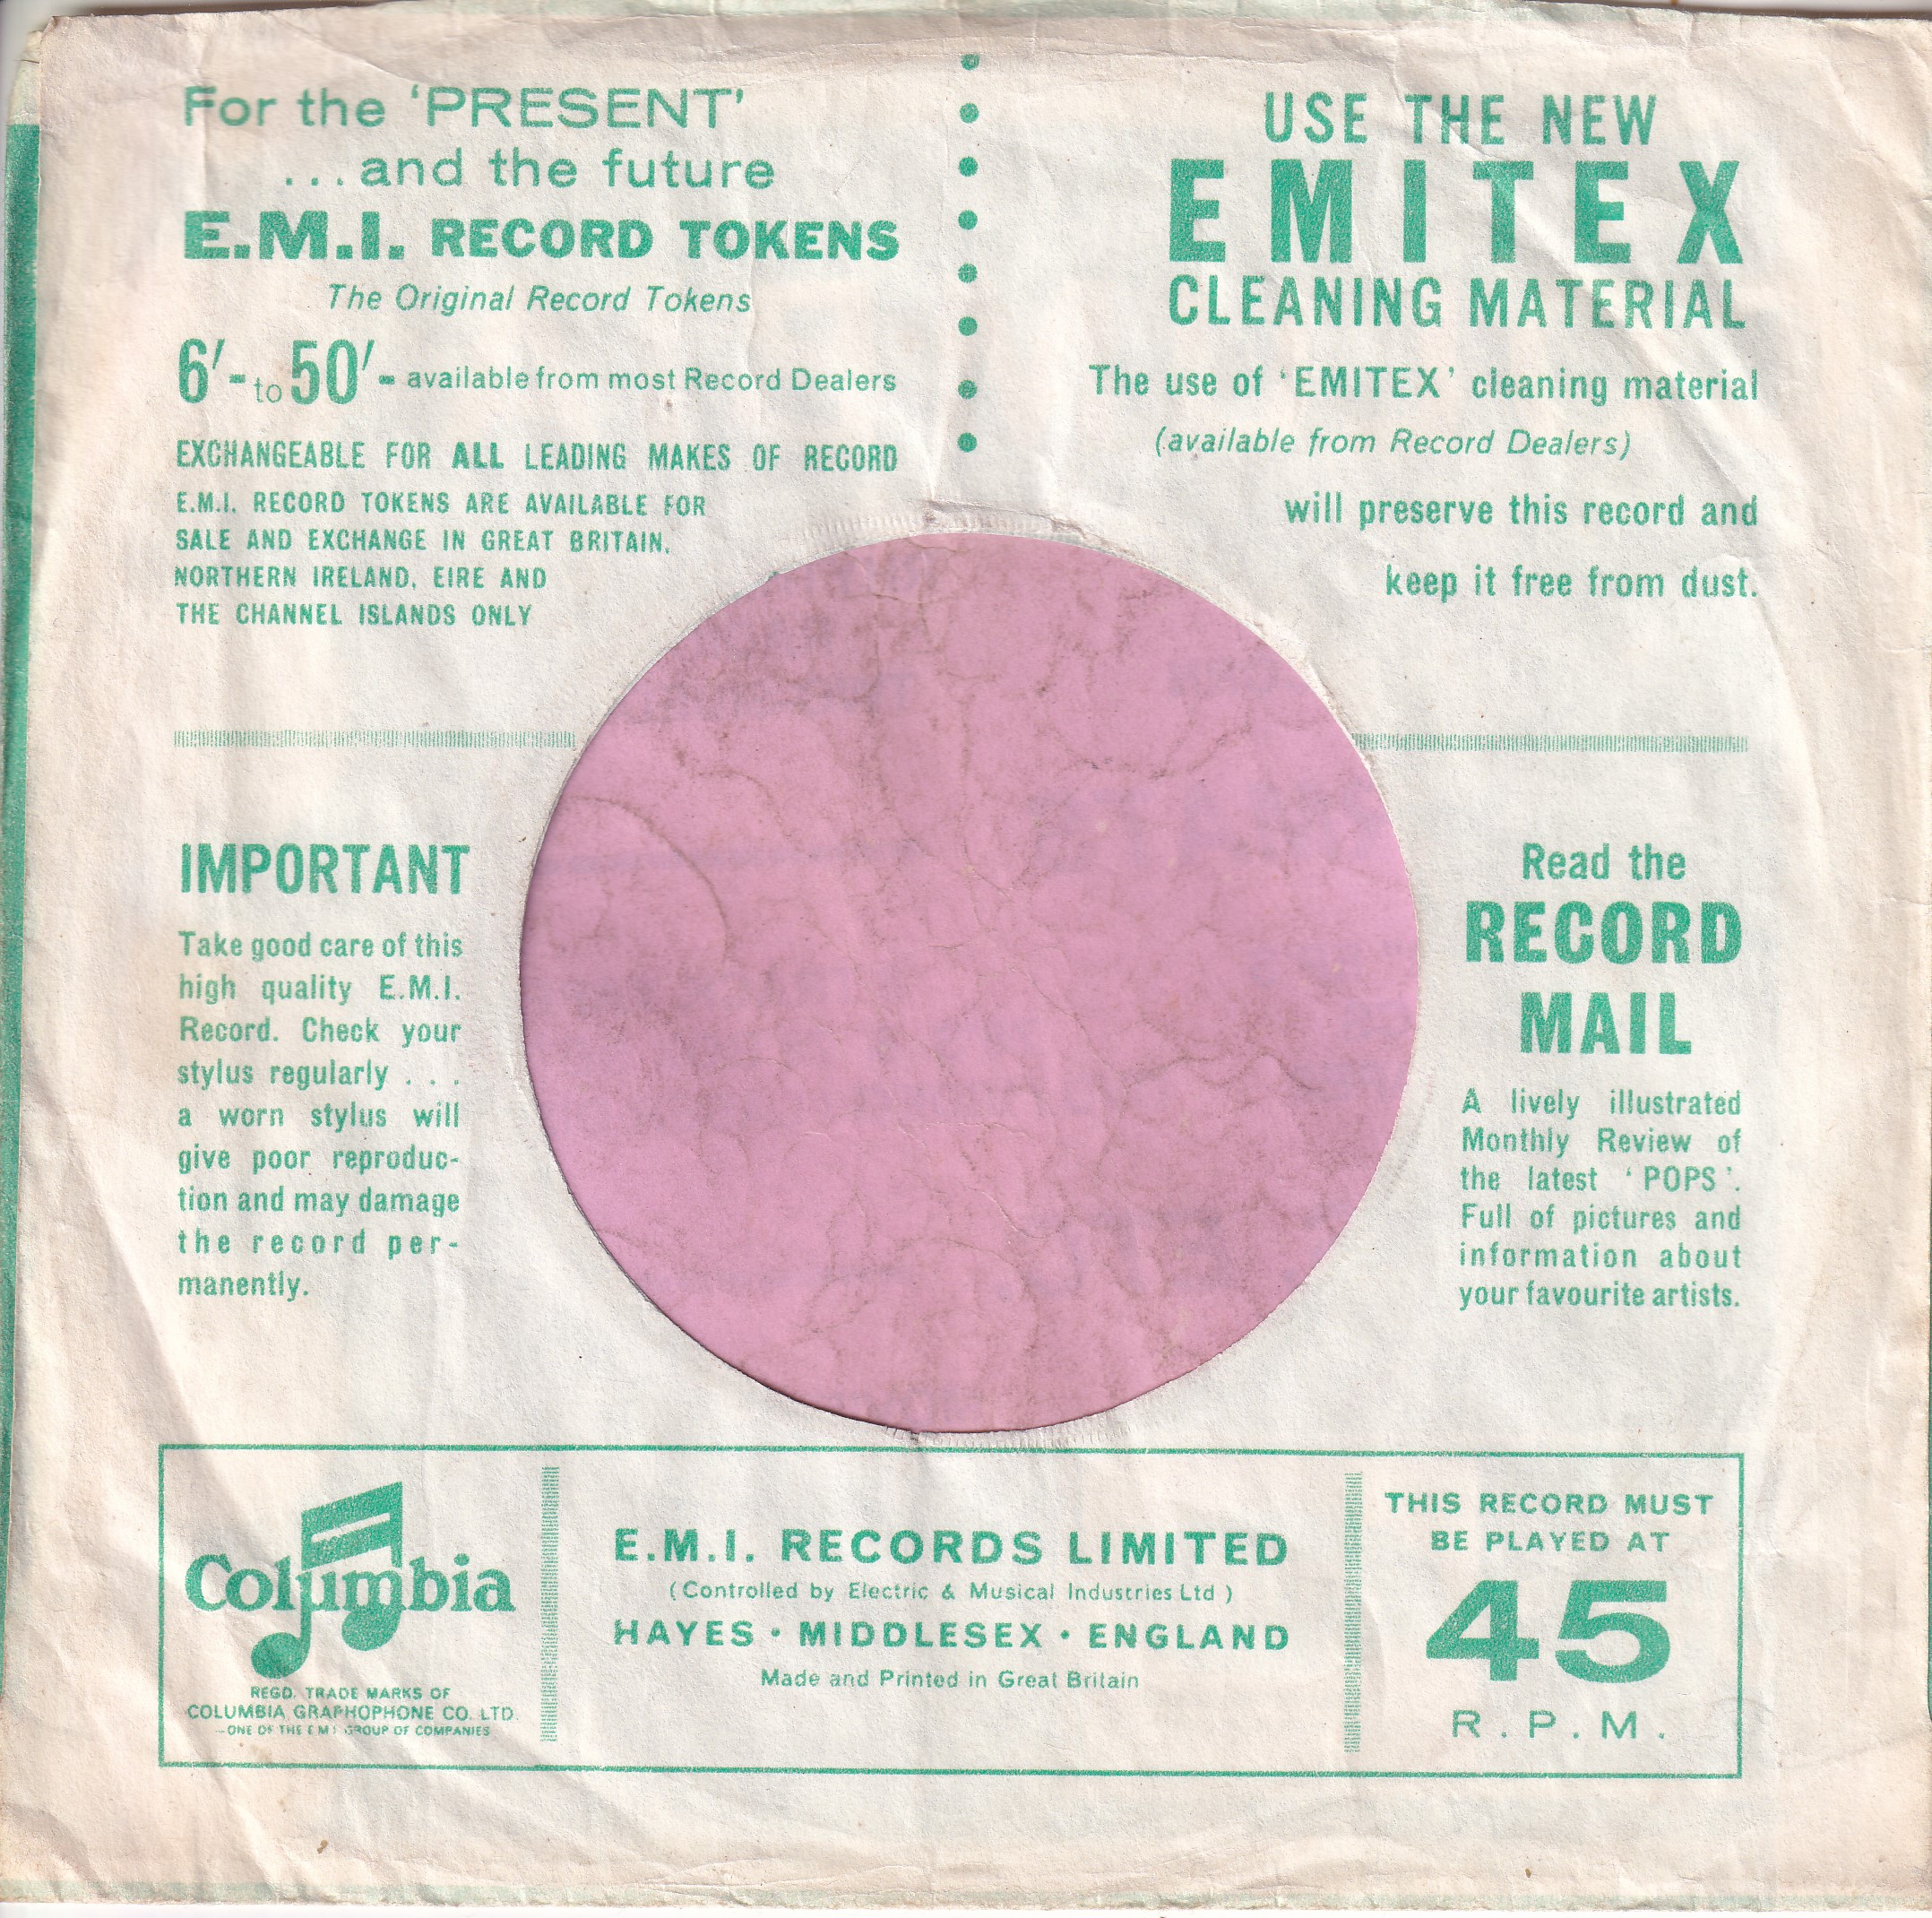 For the ‘PRESENT’
...and the future
E.M.I. RECORD TOKENS
The Original Record Tokens
6'- to 50'- available from most Record Dealers
EXCHANGEABLE FOR ALL LEADING MAKES OF RECORD
E.M.I. RECORD TOKENS ARE AVAILABLE FOR
SALE AND EXCHANGE IN GREAT BRITAIN,
NORTHERN IRELAND, EIRE AND
THE CHANNEL ISLANDS ONLY
USE THE NEW
EMITEX
CLEANING MATERIAL
The use of ‘EMITEX’ cleaning material
(available from Record Dealers)
will preserve this record and
keep it free from dust.
IMPORTANT
Take good care of this
high quality E.M.I.
Record. Check your
stylus regularly . . .
a worn stylus will
give poor reproduc-
tion and may damage
the record per-
manently.
Read the
RECORD
MAIL
A lively illustrated
Monthly Review of
the latest ‘POPS’.
Full of pictures and
information about
your favourite artists.
Columbia
REGD. TRADE MARKS OF
COLUMBIA GRAPHOPHONE CO. LTD.
—ONE OF THE E.M.I. GROUP OF COMPANIES
E.M.I. RECORDS LIMITED
(Controlled by Electric & Musical Industries Ltd)
HAYES · MIDDLESEX · ENGLAND
Made and Printed in Great Britain
THIS RECORD MUST
BE PLAYED AT
45
R.P.M.